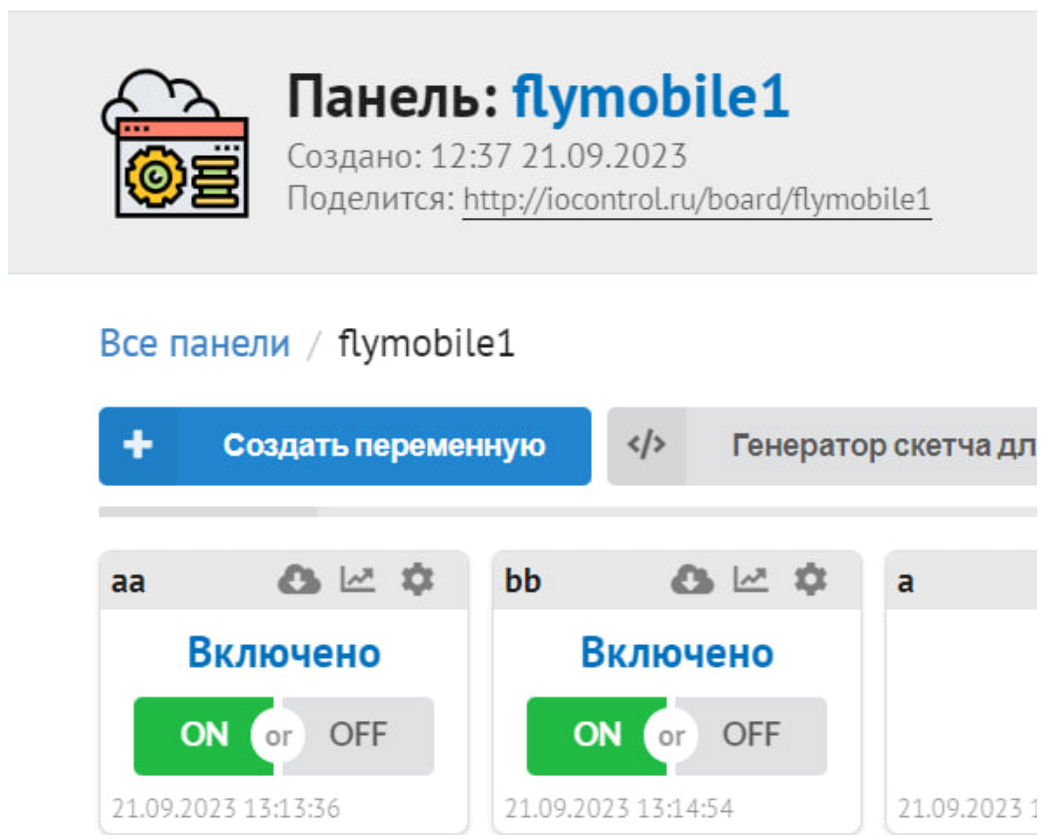 Панель: flymobile1
Создано: 12:37 21.09.2023
Поделится: http://iocontrol.ru/board/flymobile1
Все панели / flymobile1
Создать переменную
</> Генератор скетча
aa
Включено
ON or OFF
21.09.2023 13:13:36
bb
Включено
ON or OFF
21.09.2023 13:14:54
a
21.09.2023